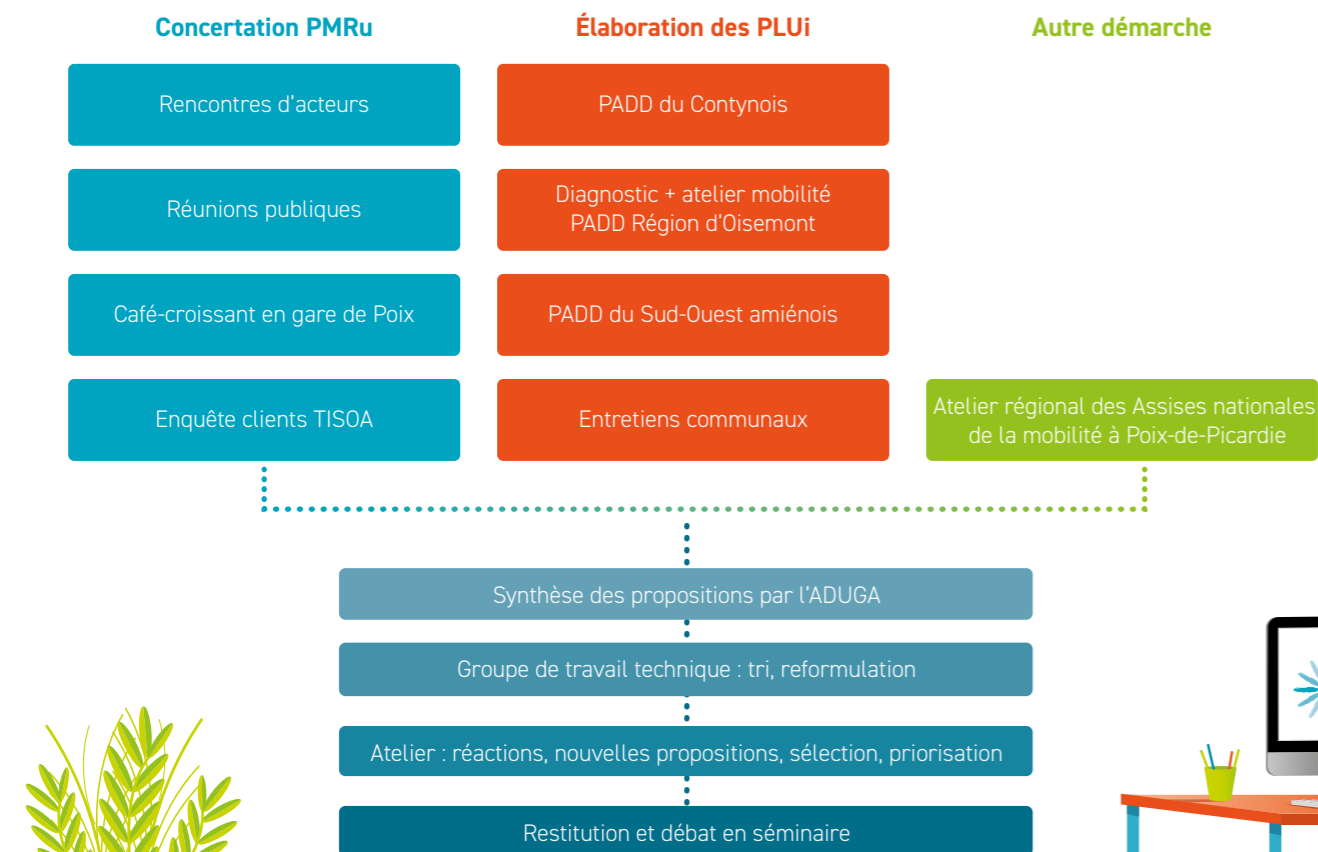 Concertation PMRu
Élaboration des PLUi
Autre démarche
Rencontres d'acteurs
PADD du Contynois
Réunions publiques
Diagnostic + atelier mobilité
PADD Région d'Oisemont
Café-croissant en gare de Poix
PADD du Sud-Ouest amiénois
Enquête clients TISOA
Entretiens communaux
Atelier régional des Assises nationales
de la mobilité à Poix-de-Picardie
Synthèse des propositions par l'ADUGA
Groupe de travail technique : tri, reformulation
Atelier : réactions, nouvelles propositions, sélection, priorisation
Restitution et débat en séminaire